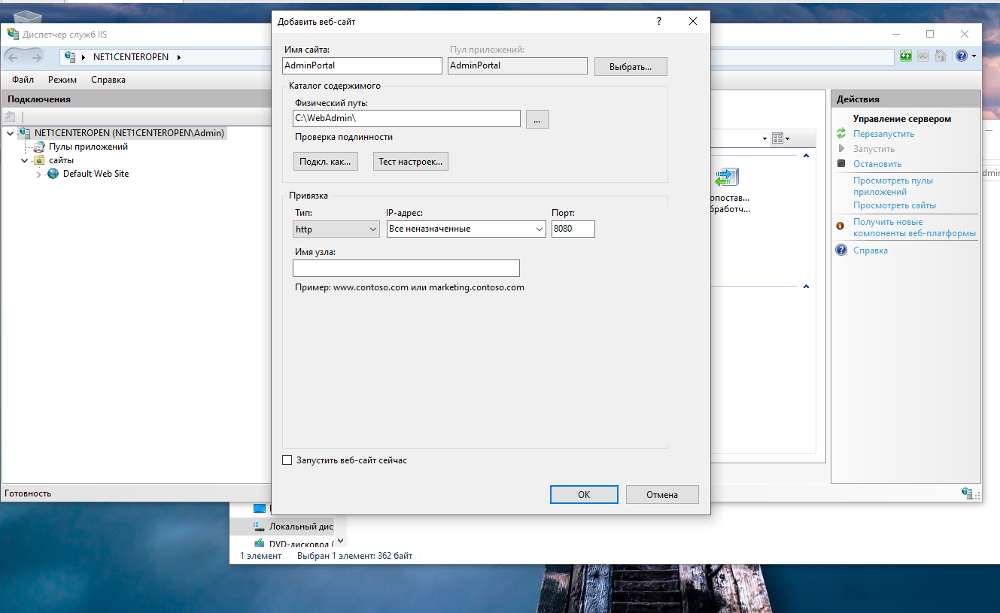 Диспетчер служб IIS
NET1CENTEROPEN
Файл Режим Справка
Подключения
NET1CENTEROPEN (NET1CENTEROPEN\Admin)
Пулы приложений
сайты
Default Web Site
Готовность
Добавить веб-сайт
?
Имя сайта:
Пул приложений:
AdminPortal
AdminPortal
Выбрать...
Каталог содержимого
Физический путь:
C:\WebAdmin\
...
Проверка подлинности
Подкл. как...
Тест настроек...
Привязка
Тип:
IP-адрес:
Порт:
http
Все неназначенные
8080
Имя узла:
Пример: www.contoso.com или marketing.contoso.com
Запустить веб-сайт сейчас
ОК
Отмена
Действия
Управление сервером
Перезапустить
Запустить
Остановить
Просмотреть пулы
приложений
Просмотреть сайты
Получить новые
компоненты веб-платформы
Справка
Локальный дис
DVD-дисковод (
1 элемент
Выбран 1 элемент: 362 байт